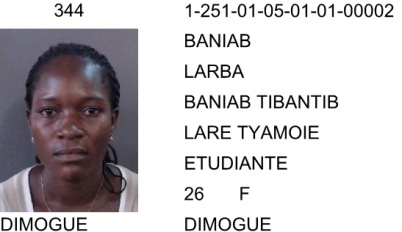 344 1-251-01-05-01-01-00002
BANIAB
LARBA
BANIAB TIBANTIB
LARE TYAMOIE
ETUDIANTE
26 F
DIMOGUE DIMOGUE